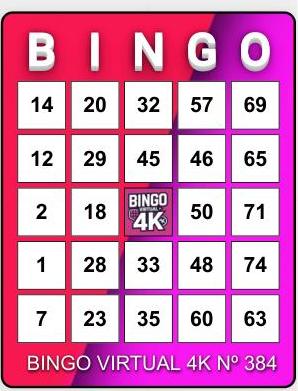 B I N G O
14 20 32 57 69
12 29 45 46 65
2 18 BINGO VIRTUAL 4K 50 71
1 28 33 48 74
7 23 35 60 63
BINGO VIRTUAL 4K Nº 384